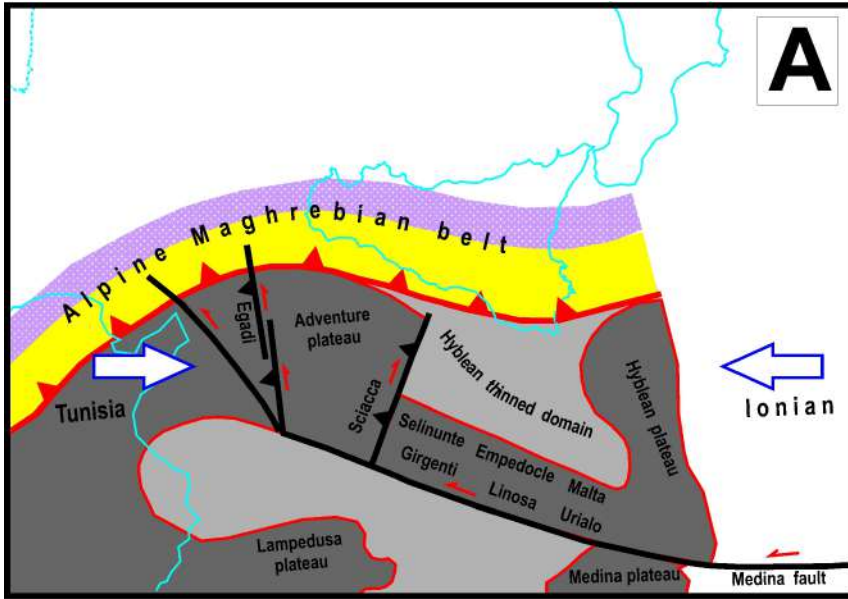 A
Alpine Maghrebian belt
Egadi
Adventure
plateau
Sciacca
Hyblean thinned domain
Hyblean plateau
Tunisia
Ionian
Selinunte Empedocle Malta
Girgenti Linosa Urialo
Lampedusa
plateau
Medina plateau
Medina fault